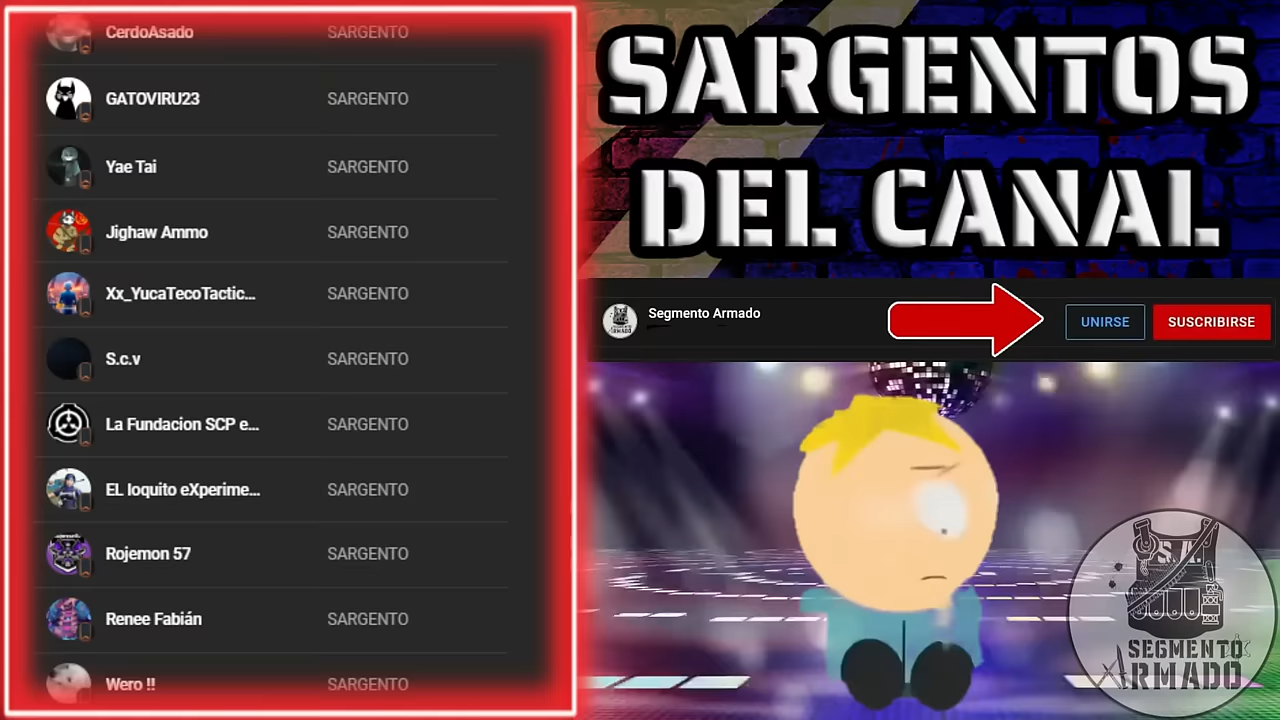 CerdoAsado SARGENTO
GATOVIRU23 SARGENTO
Yae Tai SARGENTO
Jighaw Ammo SARGENTO
Xx_YucaTecoTactic... SARGENTO
S.c.v SARGENTO
La Fundacion SCP e... SARGENTO
EL loquito eXperime... SARGENTO
Rojemon 57 SARGENTO
Renee Fabián SARGENTO
Wero !! SARGENTO
SARGENTOS
DEL CANAL
Segmento Armado
UNIRSE
SUSCRIBIRSE
S.A.
SEGMENTO
ARMADO